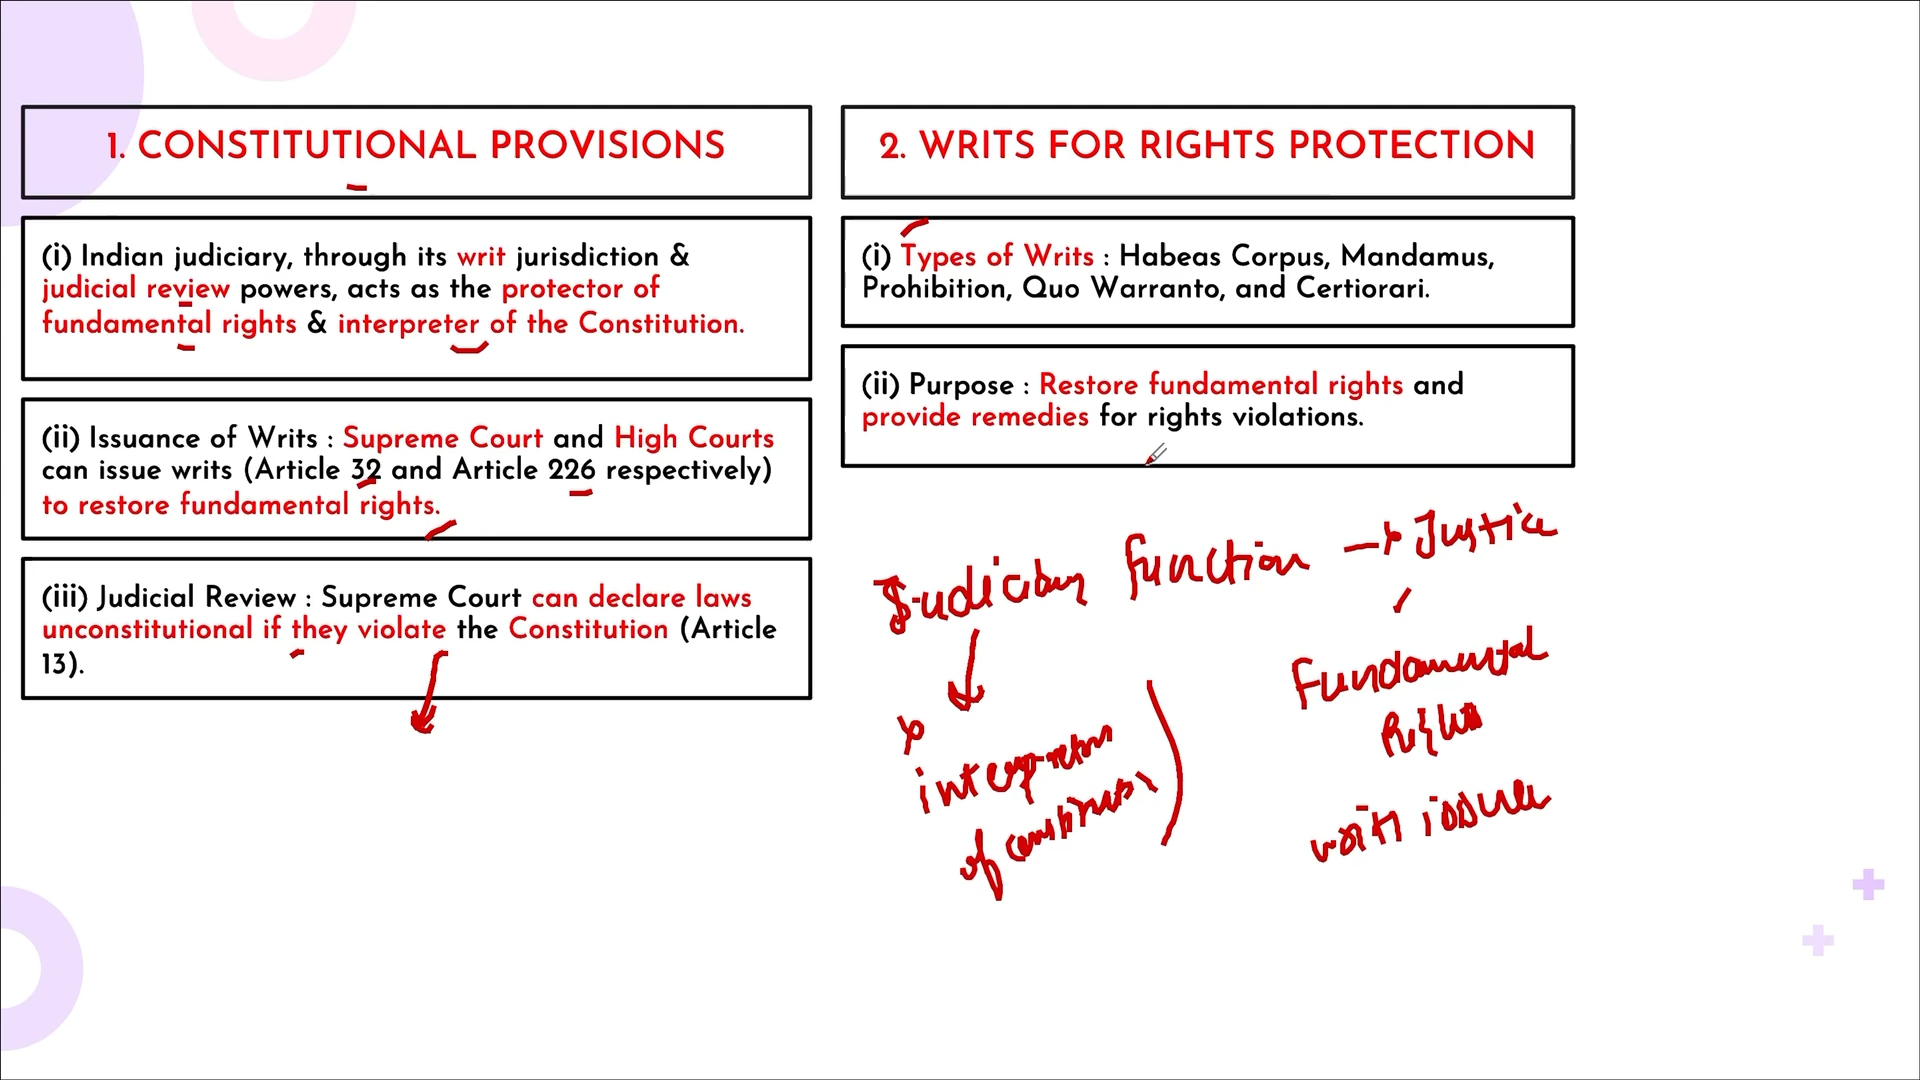 1. CONSTITUTIONAL PROVISIONS
(i) Indian judiciary, through its writ jurisdiction &
judicial review powers, acts as the protector of
fundamental rights & interpreter of the Constitution.
(ii) Issuance of Writs : Supreme Court and High Courts
can issue writs (Article 32 and Article 226 respectively)
to restore fundamental rights.
(iii) Judicial Review : Supreme Court can declare laws
unconstitutional if they violate the Constitution (Article
13).
2. WRITS FOR RIGHTS PROTECTION
(i) Types of Writs : Habeas Corpus, Mandamus,
Prohibition, Quo Warranto, and Certiorari.
(ii) Purpose : Restore fundamental rights and
provide remedies for rights violations.
function → Justice
Fundamental
Rights
of